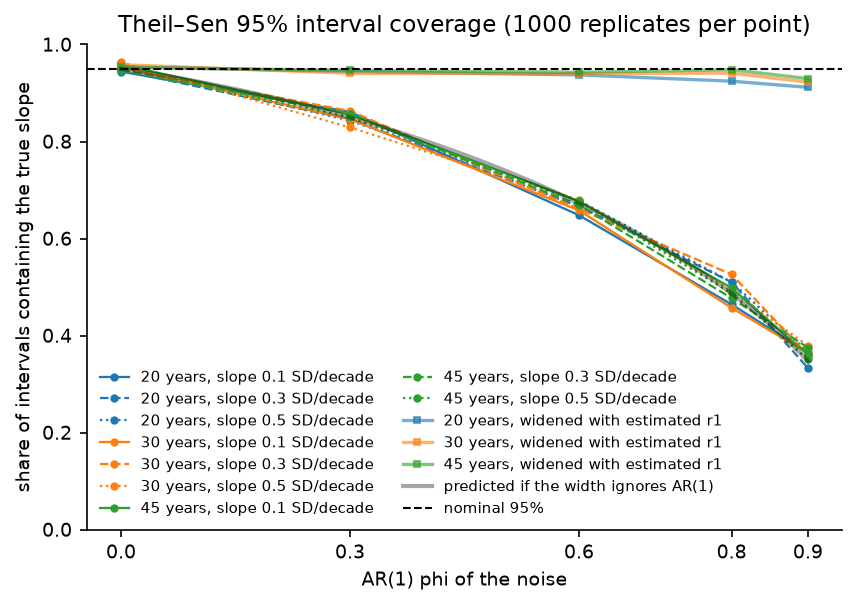 Theil–Sen 95% interval coverage (1000 replicates per point)
share of intervals containing the true slope
1.0
0.8
0.6
0.4
0.2
0.0
20 years, slope 0.1 SD/decade
20 years, slope 0.3 SD/decade
20 years, slope 0.5 SD/decade
30 years, slope 0.1 SD/decade
30 years, slope 0.3 SD/decade
30 years, slope 0.5 SD/decade
45 years, slope 0.1 SD/decade
45 years, slope 0.3 SD/decade
45 years, slope 0.5 SD/decade
20 years, widened with estimated r1
30 years, widened with estimated r1
45 years, widened with estimated r1
predicted if the width ignores AR(1)
nominal 95%
0.0 0.3 0.6 0.8 0.9
AR(1) phi of the noise